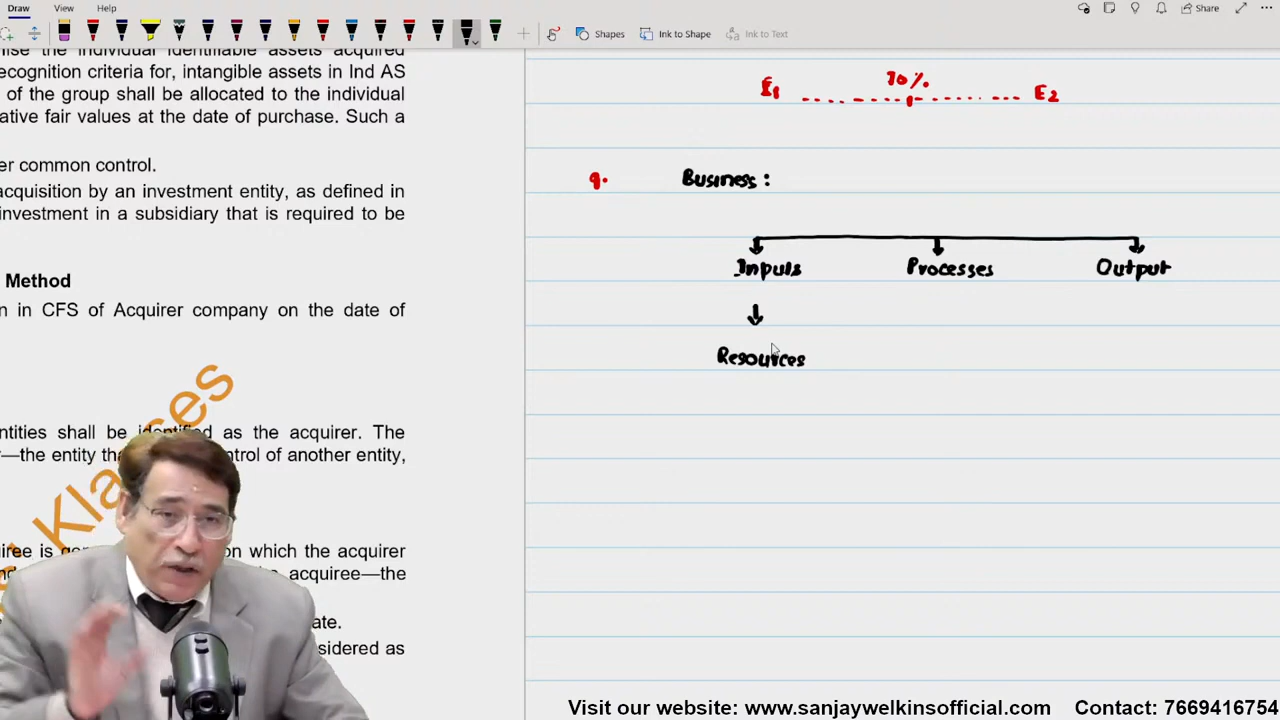 Draw View Help
Share
Shapes Ink to Shape Ink to Text
the individual identifiable assets acquired
ecognition criteria for, intangible assets in Ind AS
of the group shall be allocated to the individual
ative fair values at the date of purchase. Such a
er common control.
acquisition by an investment entity, as defined in
investment in a subsidiary that is required to be
Method
n in CFS of Acquirer company on the date of
ntities shall be identified as the acquirer. The
—the entity tha control of another entity,
iree is on which the acquirer
acquiree—the
ate.
sidered as
Klasses
E1 70% E2
9. Business :
Inputs Processes Output
Resources
Visit our website: www.sanjaywelkinsofficial.com Contact: 7669416754